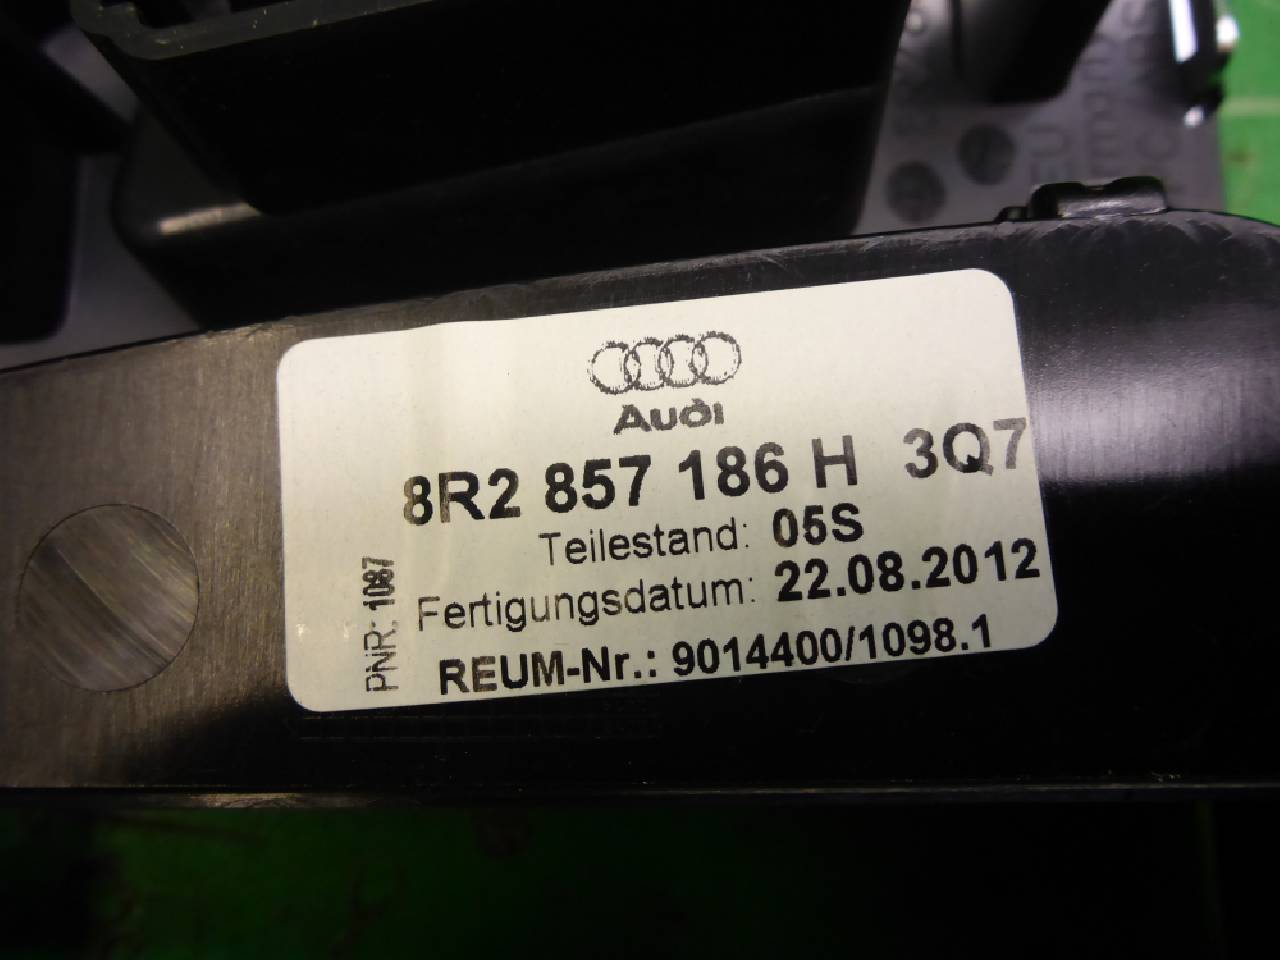 Audi
8R2 857 186 H 3Q7
Teilestand: 05S
Fertigungsdatum: 22.08.2012
REUM-Nr.: 9014400/1098.1
PNR: 1087